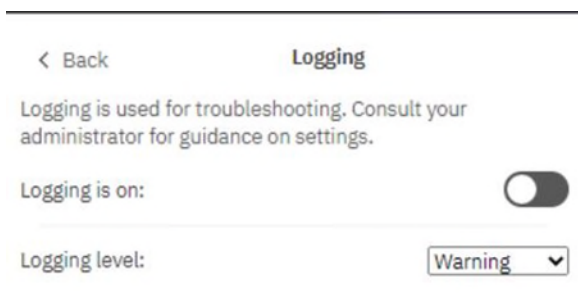 Back
Logging
Logging is used for troubleshooting. Consult your
administrator for guidance on settings.
Logging is on:
Logging level:
Warning